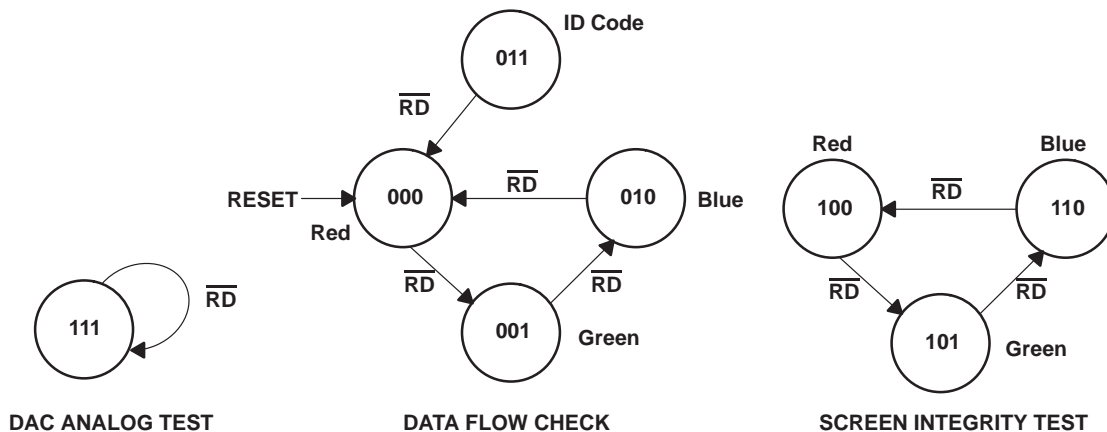 ID Code
011
RD
RESET
000
Red
RD
010
Blue
RD
RD
001
Green
Red
Blue
100
RD
110
RD
RD
101
Green
111
RD
DAC ANALOG TEST
DATA FLOW CHECK
SCREEN INTEGRITY TEST